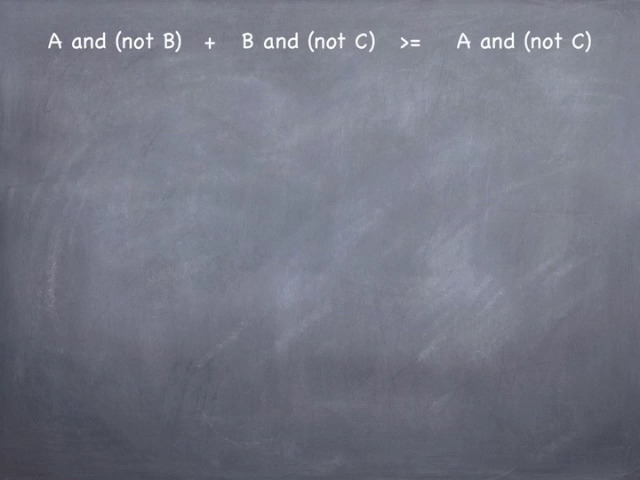 A and (not B) + B and (not C) >= A and (not C)